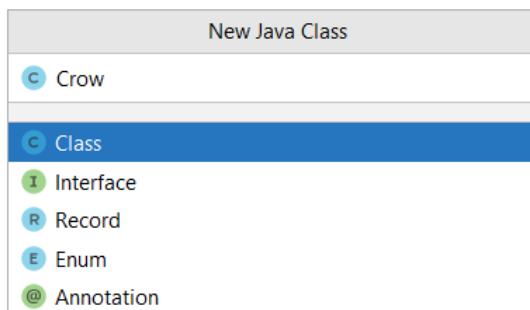 New Java Class
C Crow
C Class
I Interface
R Record
E Enum
@ Annotation